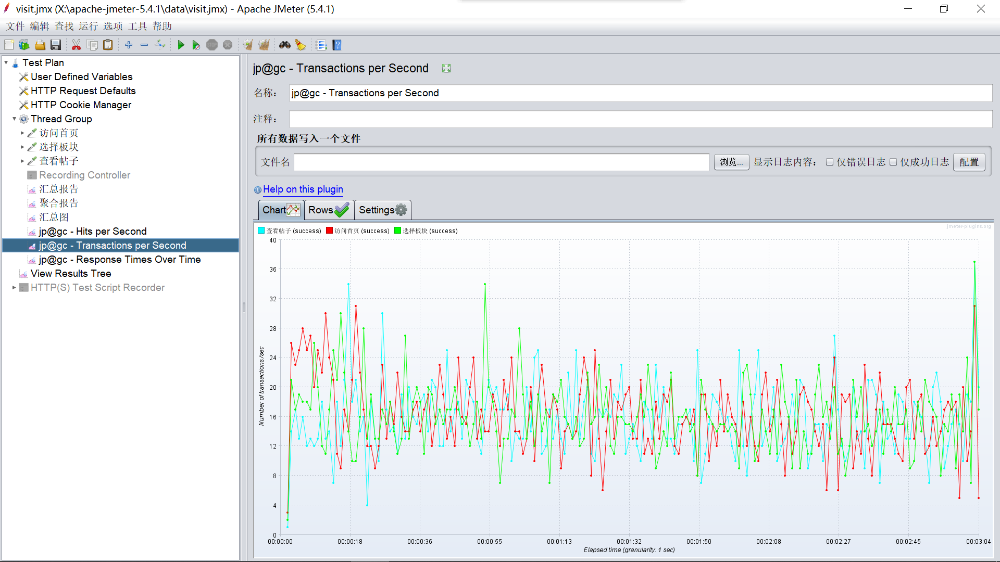 visit.jmx (X:\apache-jmeter-5.4.1\data\visit.jmx) - Apache JMeter (5.4.1)
文件 编辑 查找 运行 选项 工具 帮助
Test Plan
User Defined Variables
HTTP Request Defaults
HTTP Cookie Manager
Thread Group
访问首页
选择板块
查看帖子
Recording Controller
汇总报告
聚合报告
汇总图
jp@gc - Hits per Second
jp@gc - Transactions per Second
jp@gc - Response Times Over Time
View Results Tree
HTTP(S) Test Script Recorder
jp@gc - Transactions per Second
名称： jp@gc - Transactions per Second
注释：
所有数据写入一个文件
文件名 浏览... 显示日志内容： 仅错误日志 仅成功日志 配置
Help on this plugin
Chart Rows Settings
查看帖子 (success) 访问首页 (success) 选择板块 (success)
jmeter-plugins.org
40
36
32
28
24
20
16
12
8
4
0
Number of transactions /sec
00:00:00 00:00:18 00:00:36 00:00:55 00:01:13 00:01:32 00:01:50 00:02:08 00:02:27 00:02:45 00:03:04
Elapsed time (granularity: 1 sec)